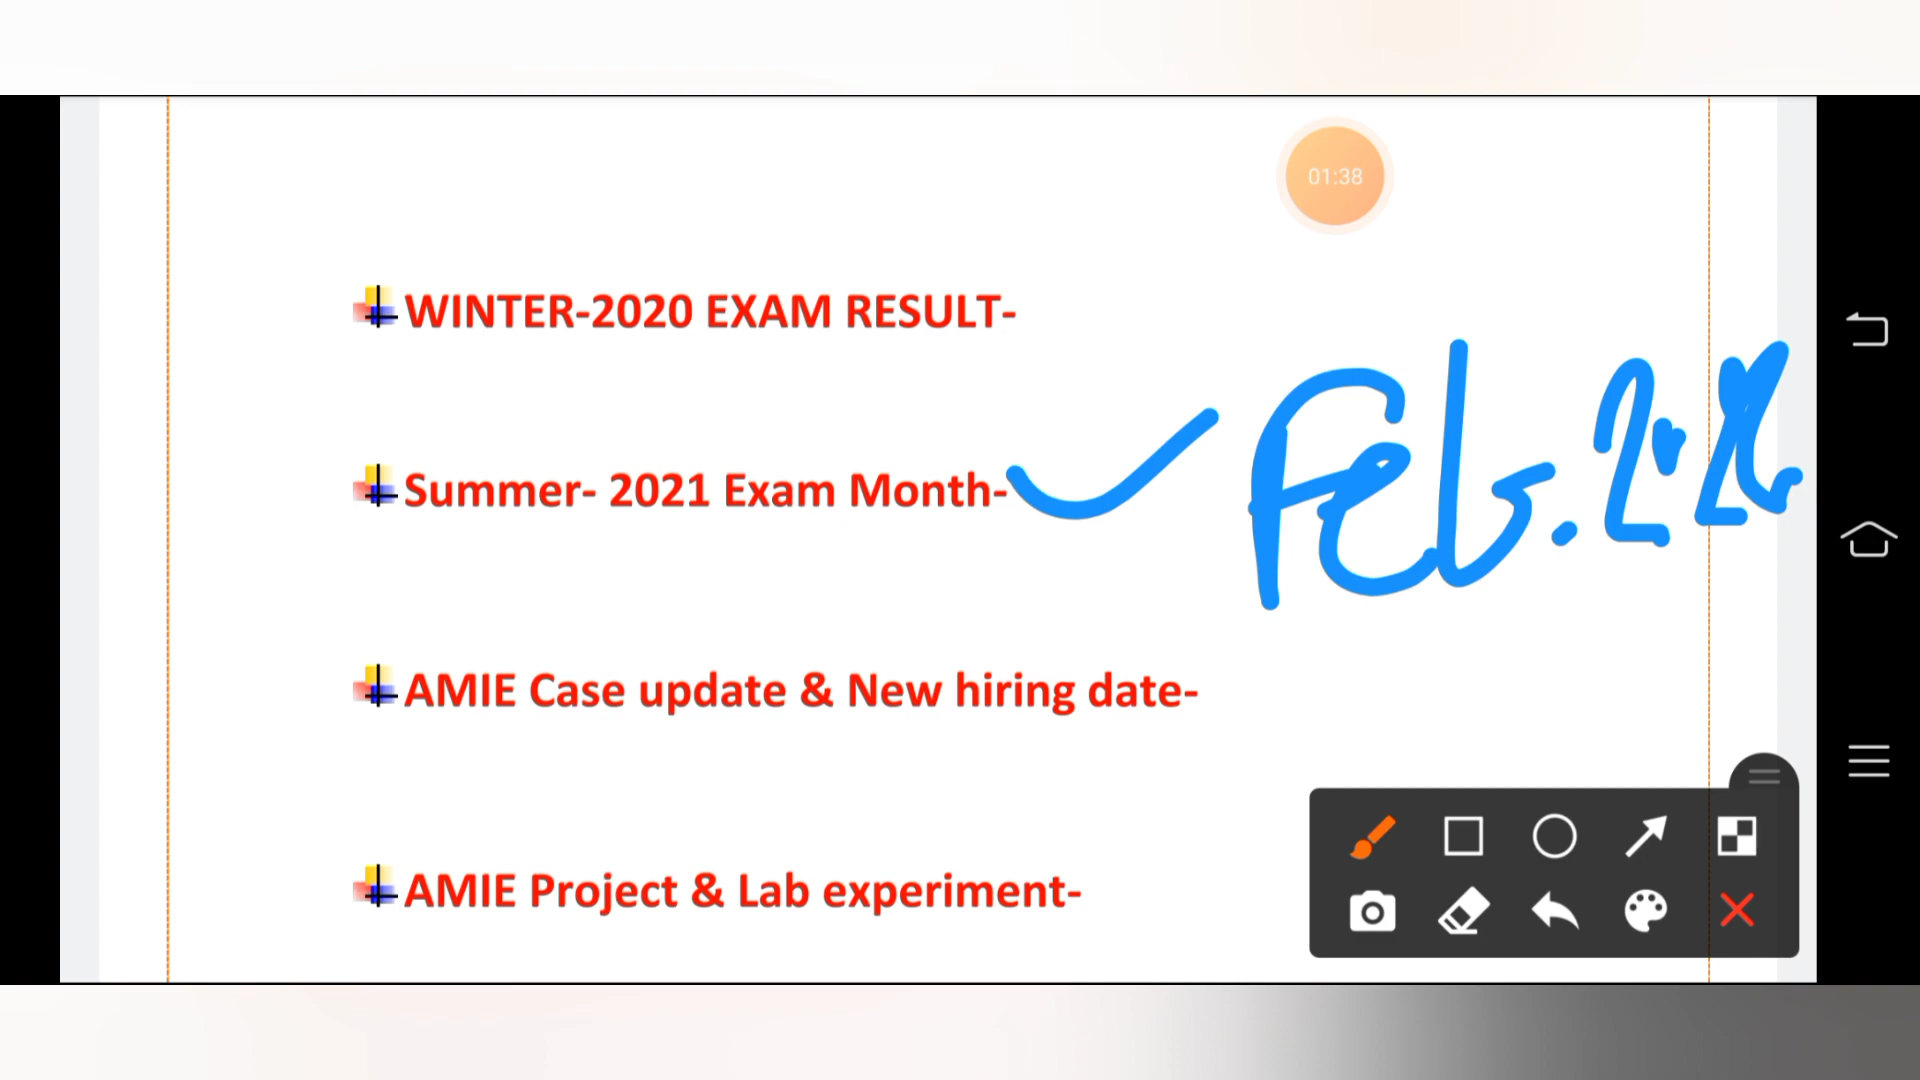 01:38
WINTER-2020 EXAM RESULT-
Summer- 2021 Exam Month-
Feb.
AMIE Case update & New hiring date-
AMIE Project & Lab experiment-